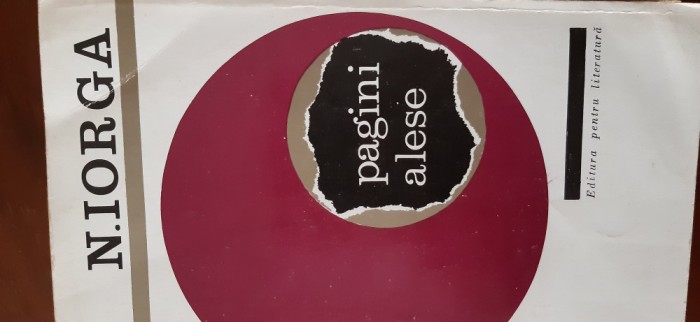 N. IORGA
pagini
alese
Editura pentru literatură